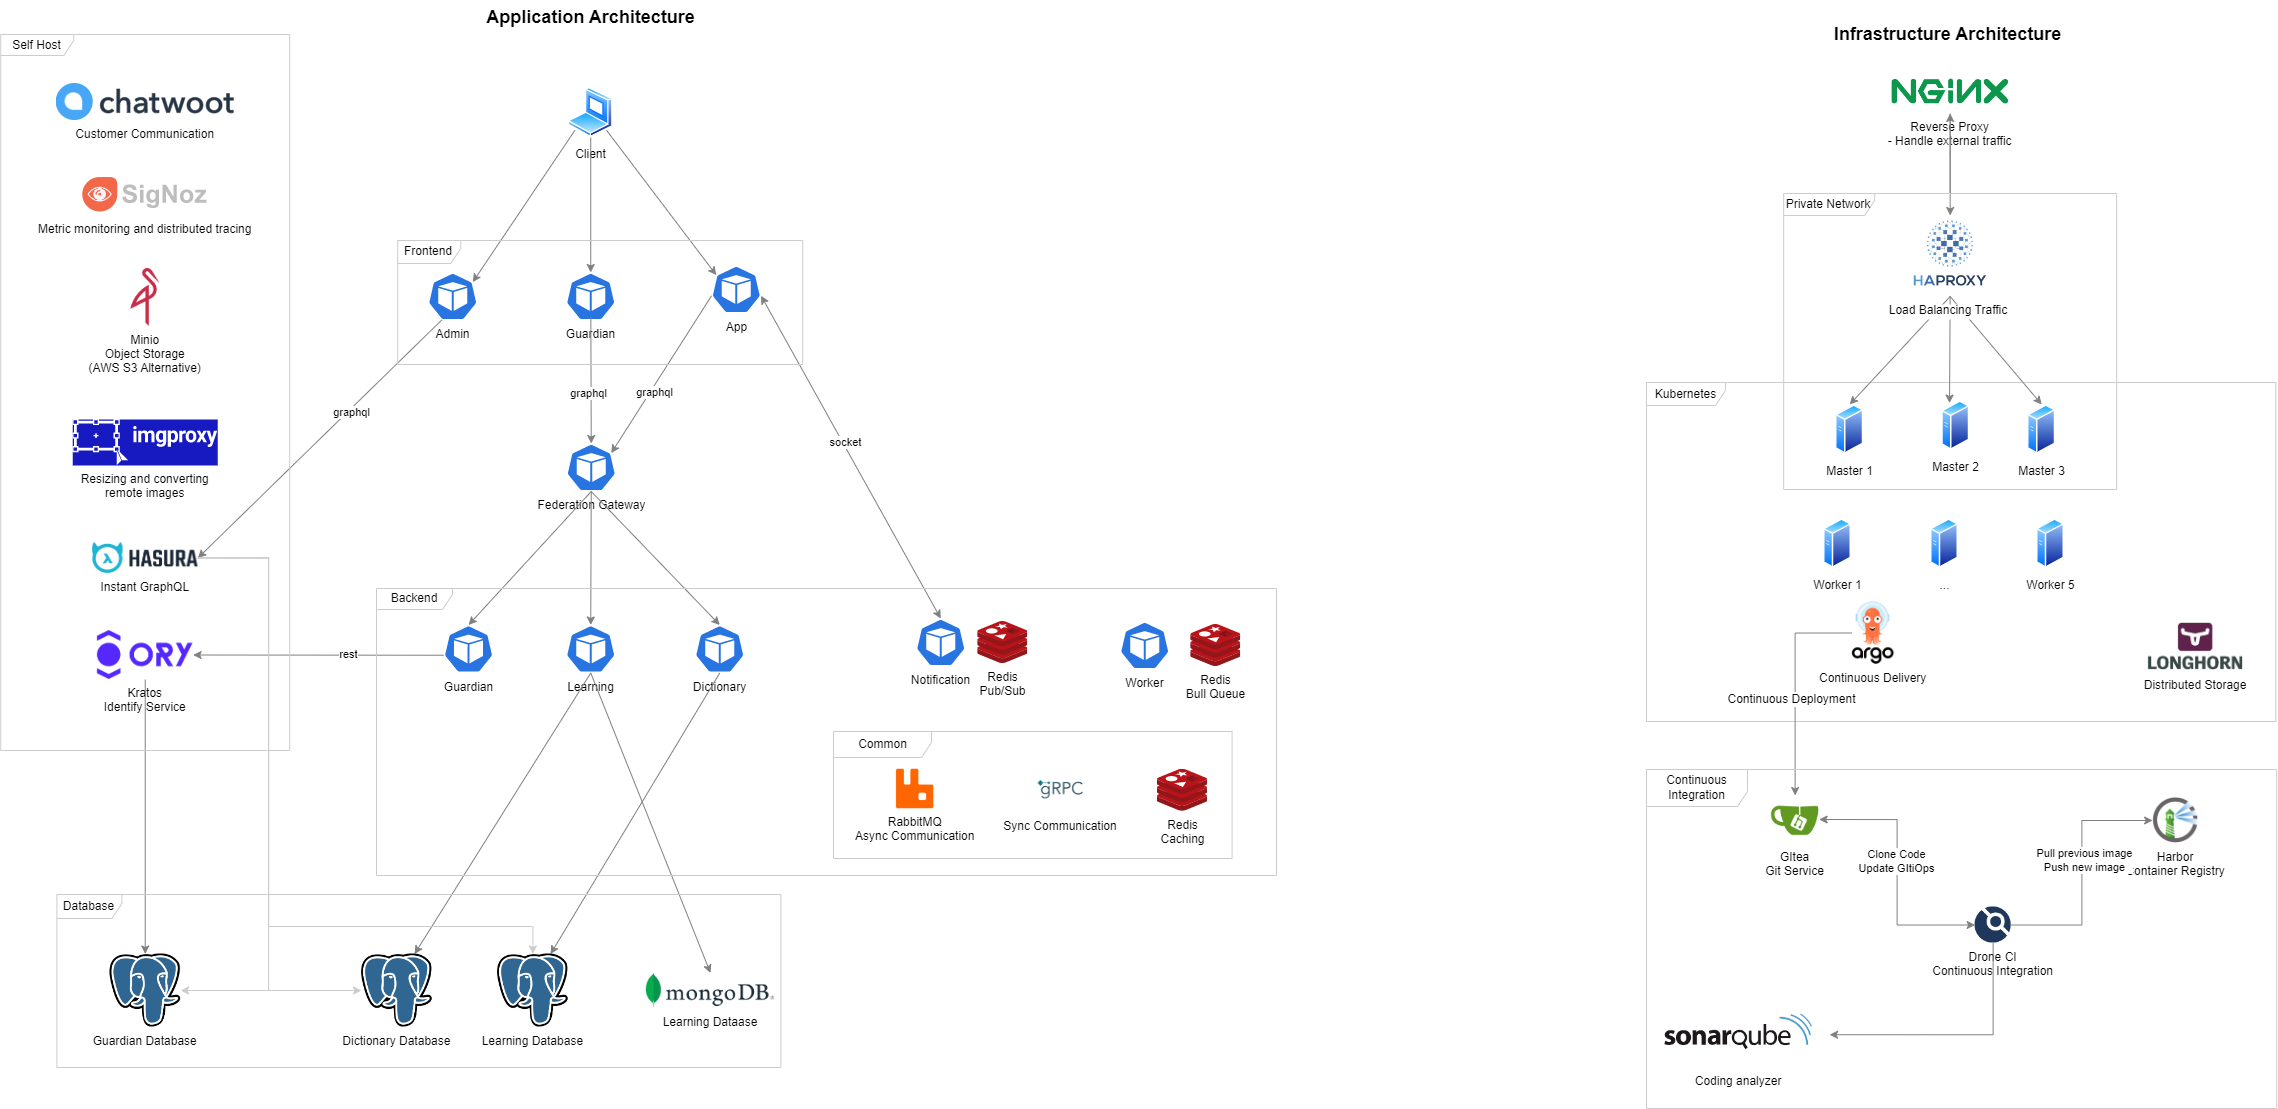 Application Architecture
Self Host
chatwoot
Customer Communication
SigNoz
Metric monitoring and distributed tracing
Minio
Object Storage
(AWS S3 Alternative)
imgproxy
Resizing and converting
remote images
HASURA
Instant GraphQL
ORY
Kratos
Identify Service
Client
Frontend
Admin
Guardian
App
graphql
graphql
graphql
socket
Federation Gateway
Backend
rest
Guardian
Learning
Dictionary
Notification
Redis
Pub/Sub
Worker
Redis
Bull Queue
Common
RabbitMQ
Async Communication
gRPC
Sync Communication
Redis
Caching
Database
Guardian Database
Dictionary Database
Learning Database
mongoDB
Learning Dataase
Infrastructure Architecture
NGiNX
Reverse Proxy
- Handle external traffic
Private Network
HAPROXY
Load Balancing Traffic
Kubernetes
Master 1
Master 2
Master 3
Worker 1
...
Worker 5
argo
Continuous Delivery
LONGHORN
Distributed Storage
Continuous Deployment
Continuous
Integration
GItea
Git Service
Clone Code
Update GItiOps
Pull previous image
Push new image
Harbor
ontainer Registry
Drone CI
Continuous Integration
sonarqube
Coding analyzer